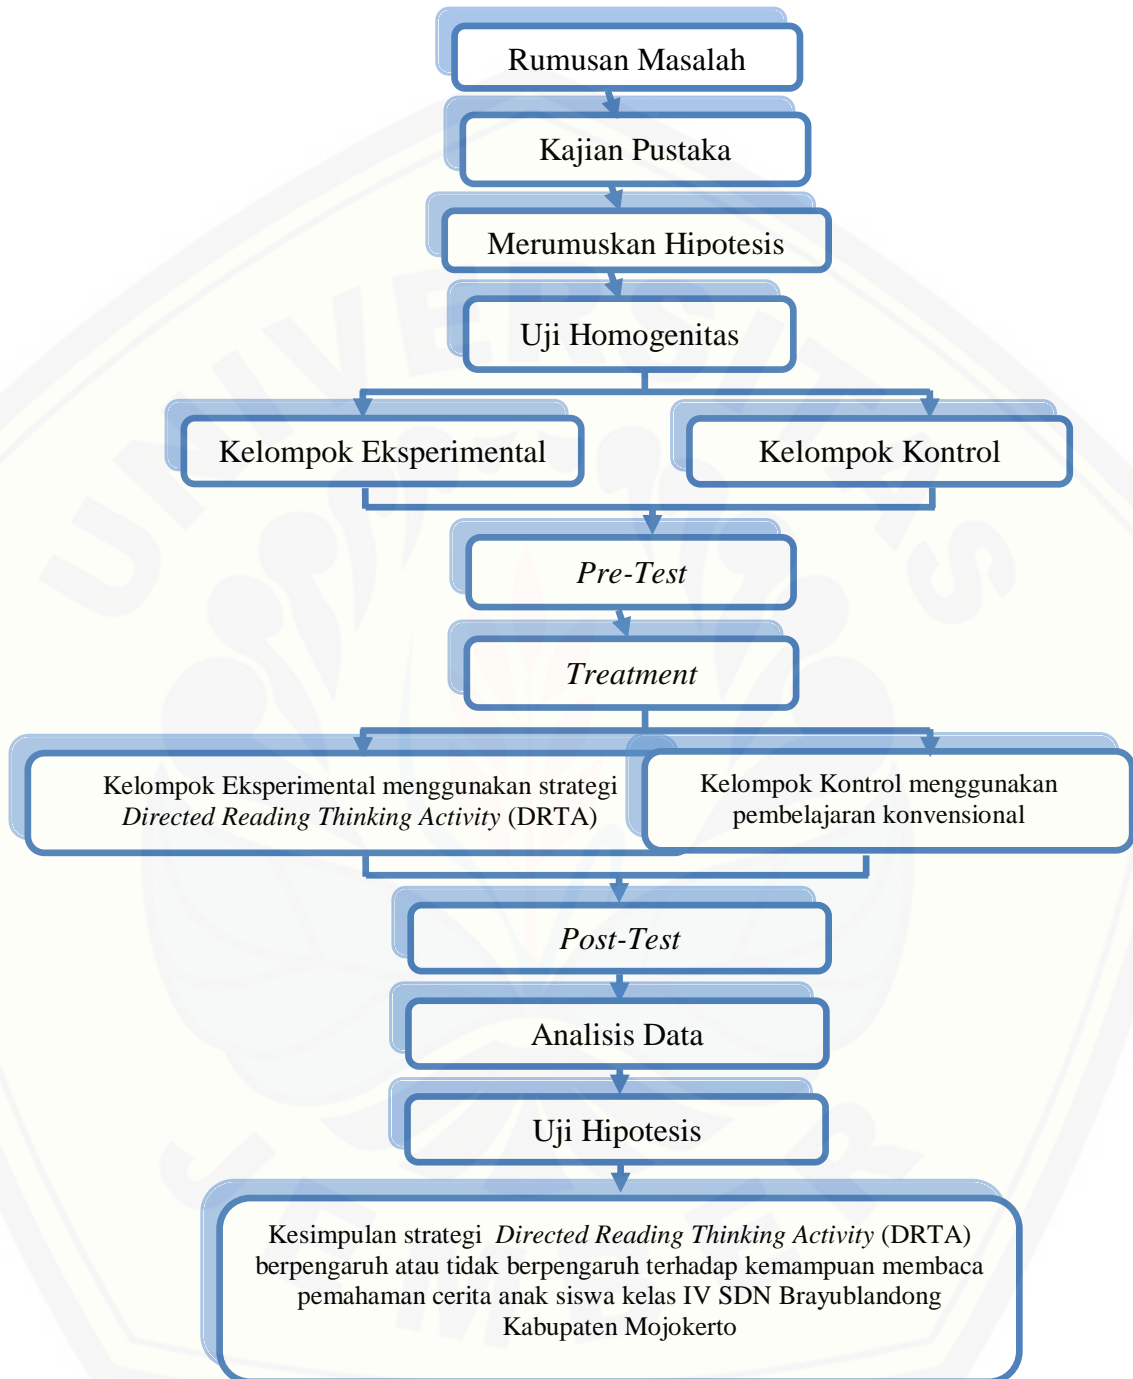 Rumusan Masalah
Kajian Pustaka
Merumuskan Hipotesis
Uji Homogenitas
Kelompok Eksperimental
Kelompok Kontrol
Pre-Test
Treatment
Kelompok Eksperimental menggunakan strategi
Directed Reading Thinking Activity (DRTA)
Kelompok Kontrol menggunakan
pembelajaran konvensional
Post-Test
Analisis Data
Uji Hipotesis
Kesimpulan strategi Directed Reading Thinking Activity (DRTA)
berpengaruh atau tidak berpengaruh terhadap kemampuan membaca
pemahaman cerita anak siswa kelas IV SDN Brayublandong
Kabupaten Mojokerto
UNIVERSITAS
JEMBER